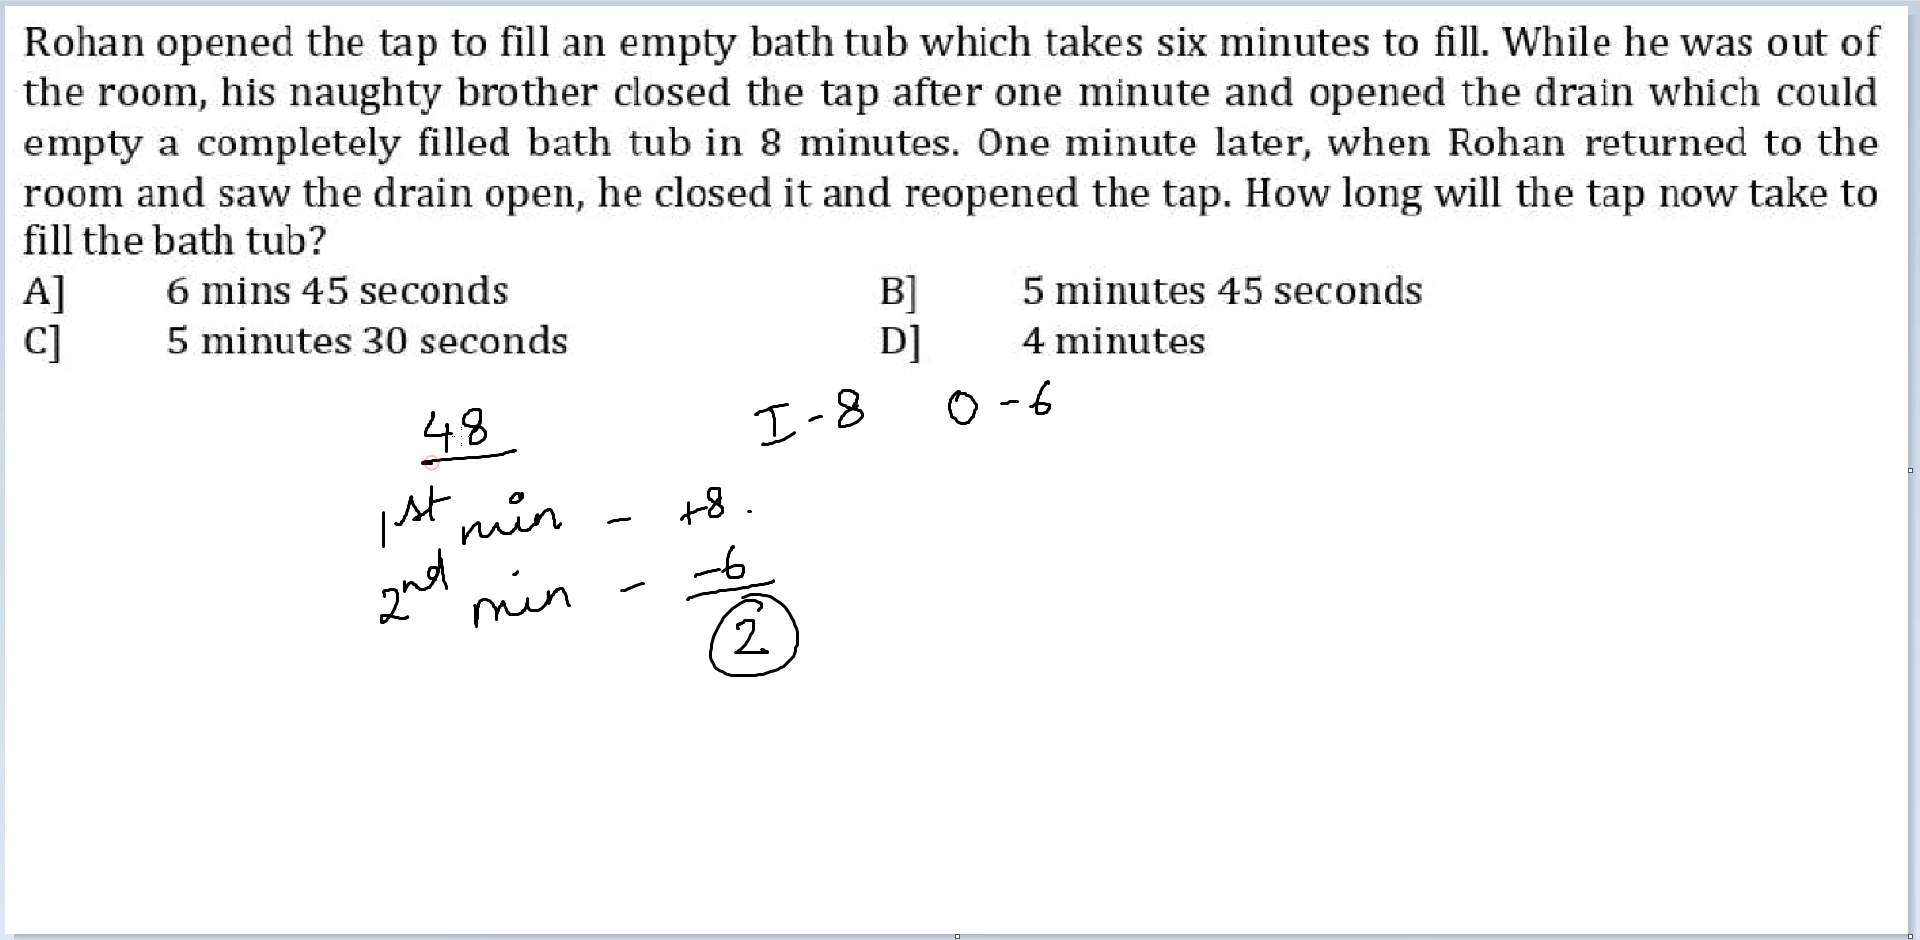 Rohan opened the tap to fill an empty bath tub which takes six minutes to fill. While he was out of
the room, his naughty brother closed the tap after one minute and opened the drain which could
empty a completely filled bath tub in 8 minutes. One minute later, when Rohan returned to the
room and saw the drain open, he closed it and reopened the tap. How long will the tap now take to
fill the bath tub?
A] 6 mins 45 seconds B] 5 minutes 45 seconds
C] 5 minutes 30 seconds D] 4 minutes
48 I - 8 O - 6
1st min - +8.
2nd min - -6
2